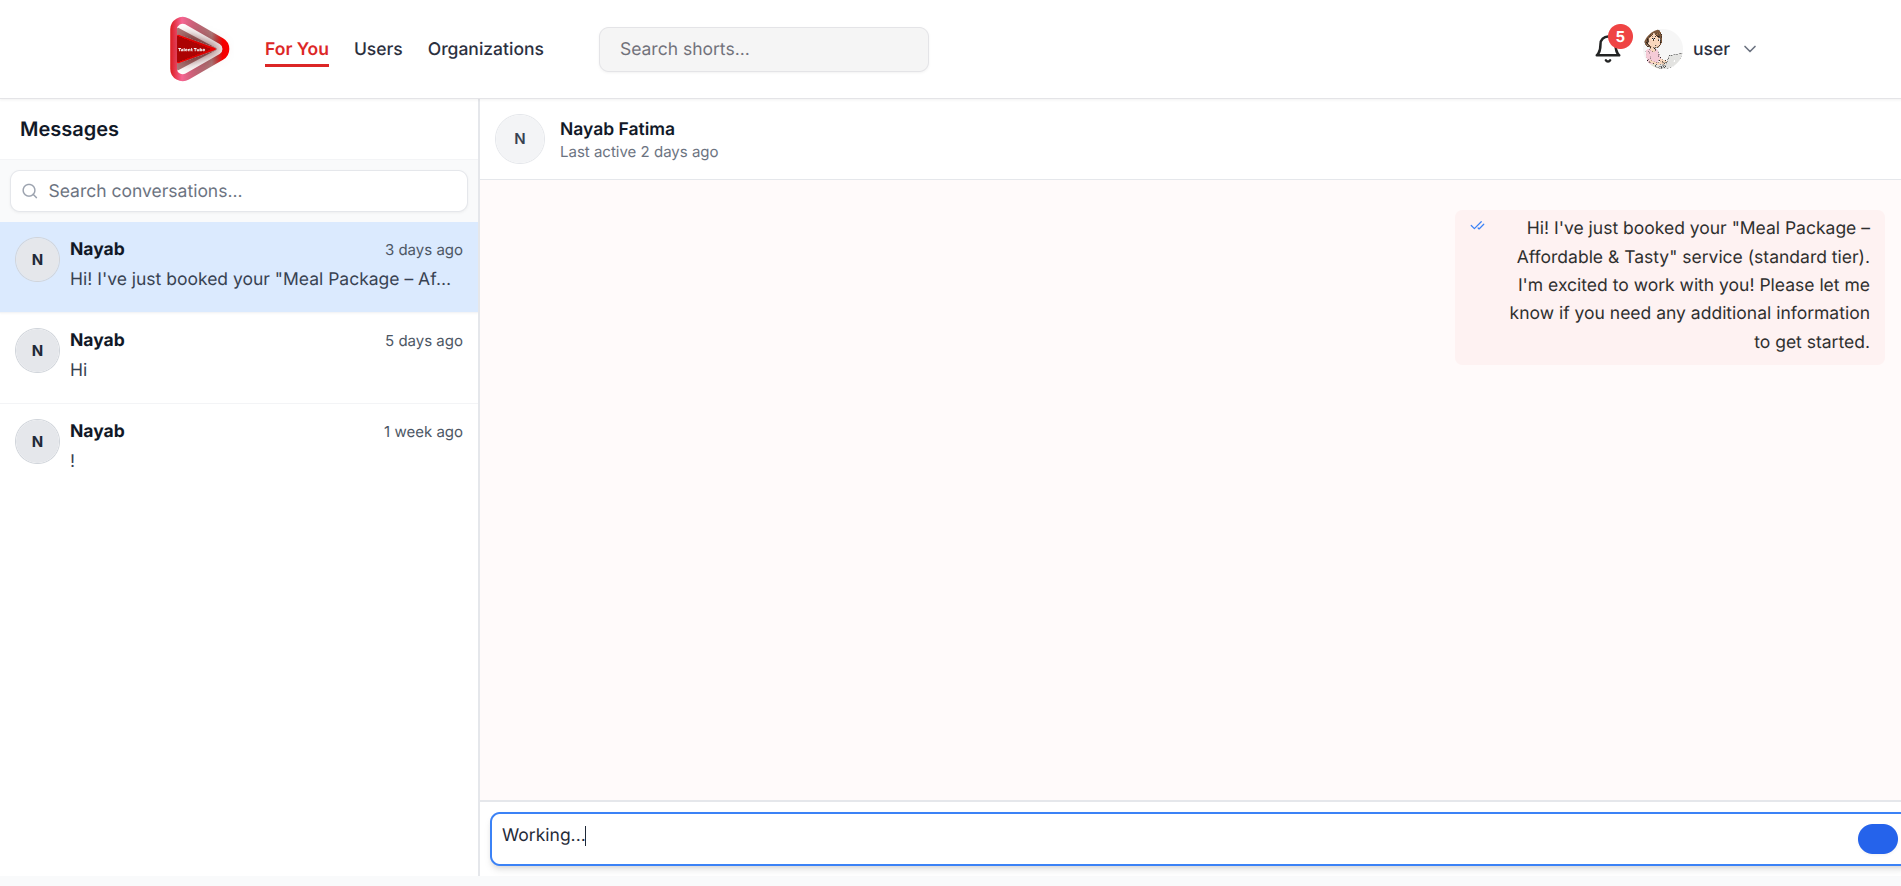 Talent Tube
For You
Users
Organizations
Search shorts...
5
user
Messages
Search conversations...
N
Nayab
3 days ago
Hi! I've just booked your "Meal Package – Af...
N
Nayab
5 days ago
Hi
N
Nayab
1 week ago
!
N
Nayab Fatima
Last active 2 days ago
Hi! I've just booked your "Meal Package –
Affordable & Tasty" service (standard tier).
I'm excited to work with you! Please let me
know if you need any additional information
to get started.
Working...